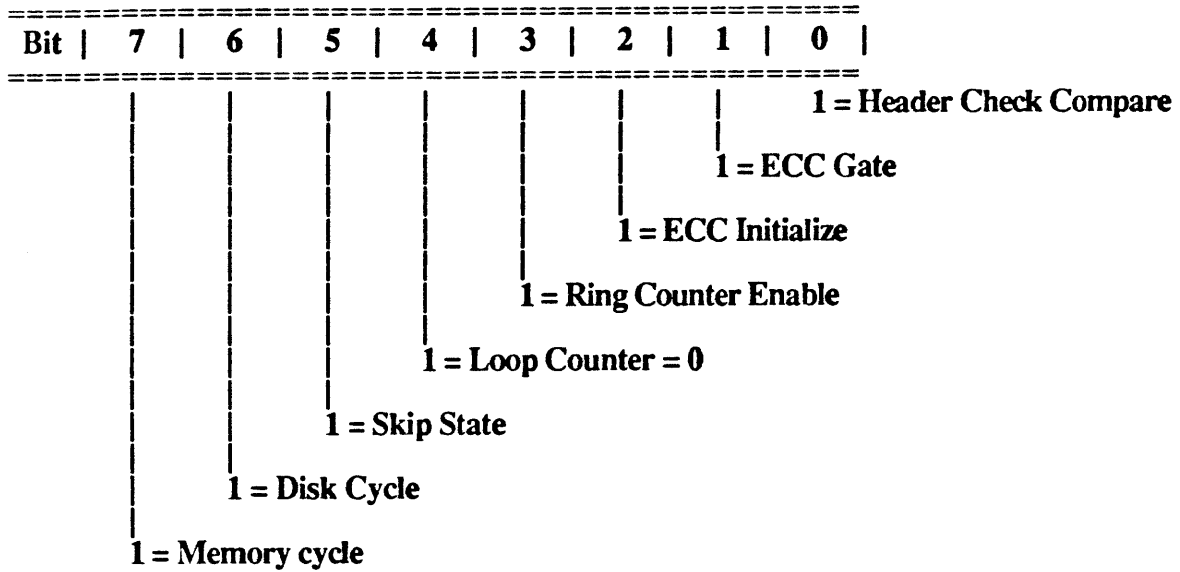 Bit | 7 | 6 | 5 | 4 | 3 | 2 | 1 | 0 |
1 = Header Check Compare
1 = ECC Gate
1 = ECC Initialize
1 = Ring Counter Enable
1 = Loop Counter = 0
1 = Skip State
1 = Disk Cycle
1 = Memory cycle